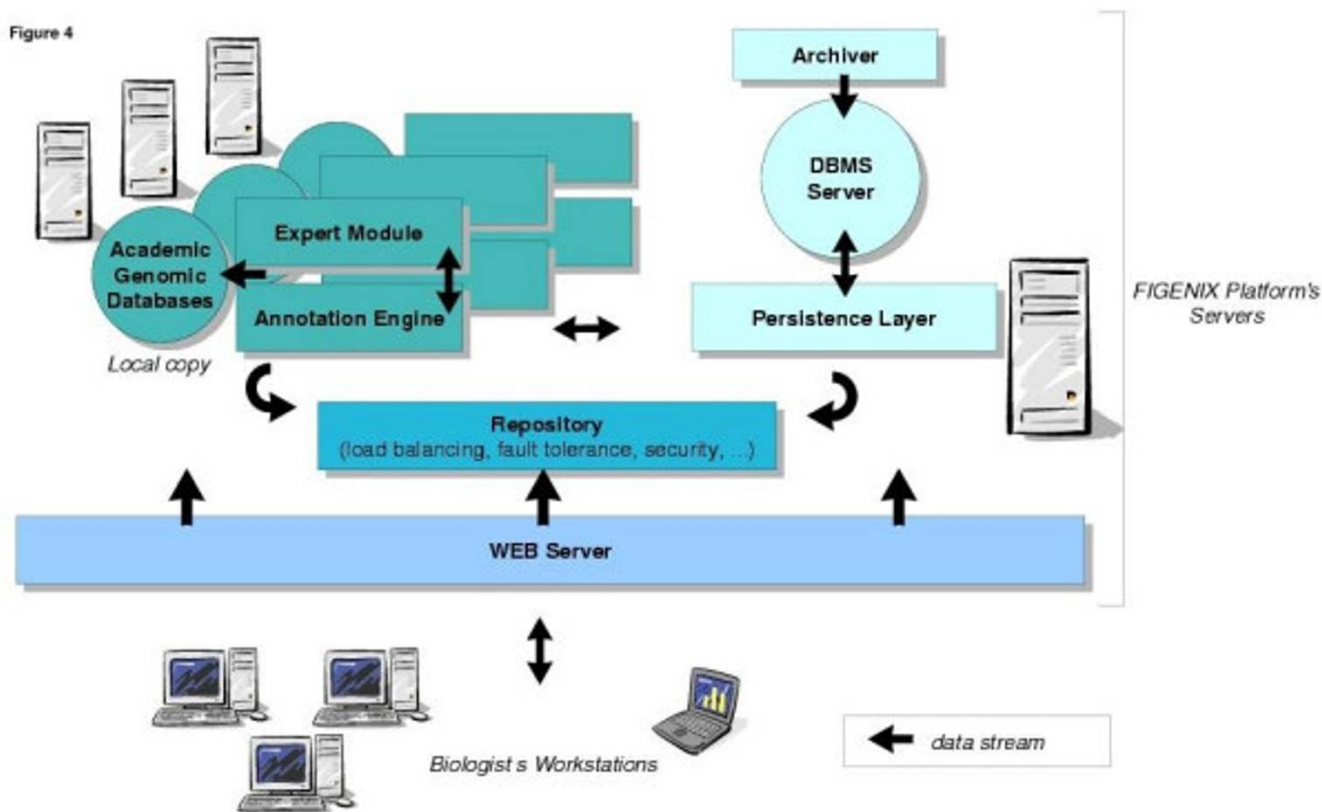 Figure 4
Archiver
DBMS
Server
Expert Module
Academic
Genomic
Databases
Annotation Engine
Local copy
Persistence Layer
FIGENIX Platform's
Servers
Repository
(load balancing, fault tolerance, security, ...)
WEB Server
Biologist s Workstations
data stream